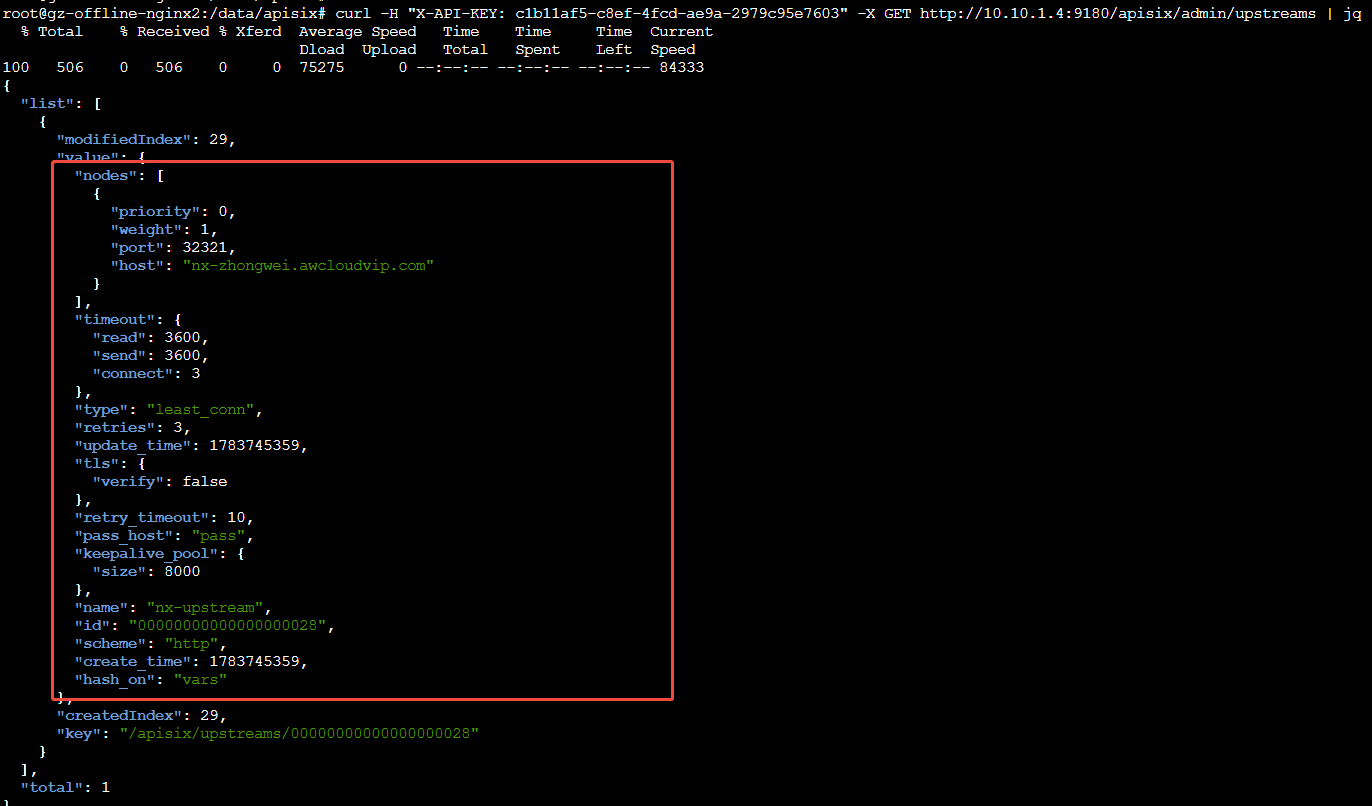 root@gz-offline-nginx2:/data/apisix# curl -H "X-API-KEY: c1b11af5-c8ef-4fcd-ae9a-2979c95e7603" -X GET http://10.10.1.4:9180/apisix/admin/upstreams | jq
  % Total    % Received % Xferd  Average Speed   Time    Time     Time  Current
                                 Dload  Upload   Total   Spent    Left  Speed
100   506    0   506    0     0  75275      0 --:--:-- --:--:-- --:--:-- 84333
{
  "list": [
    {
      "modifiedIndex": 29,
      "value": {
        "nodes": [
          {
            "priority": 0,
            "weight": 1,
            "port": 32321,
            "host": "nx-zhongwei.awcloudvip.com"
          }
        ],
        "timeout": {
          "read": 3600,
          "send": 3600,
          "connect": 3
        },
        "type": "least_conn",
        "retries": 3,
        "update_time": 1783745359,
        "tls": {
          "verify": false
        },
        "retry_timeout": 10,
        "pass_host": "pass",
        "keepalive_pool": {
          "size": 8000
        },
        "name": "nx-upstream",
        "id": "00000000000000000028",
        "scheme": "http",
        "create_time": 1783745359,
        "hash_on": "vars"
      },
      "createdIndex": 29,
      "key": "/apisix/upstreams/00000000000000000028"
    }
  ],
  "total": 1
}